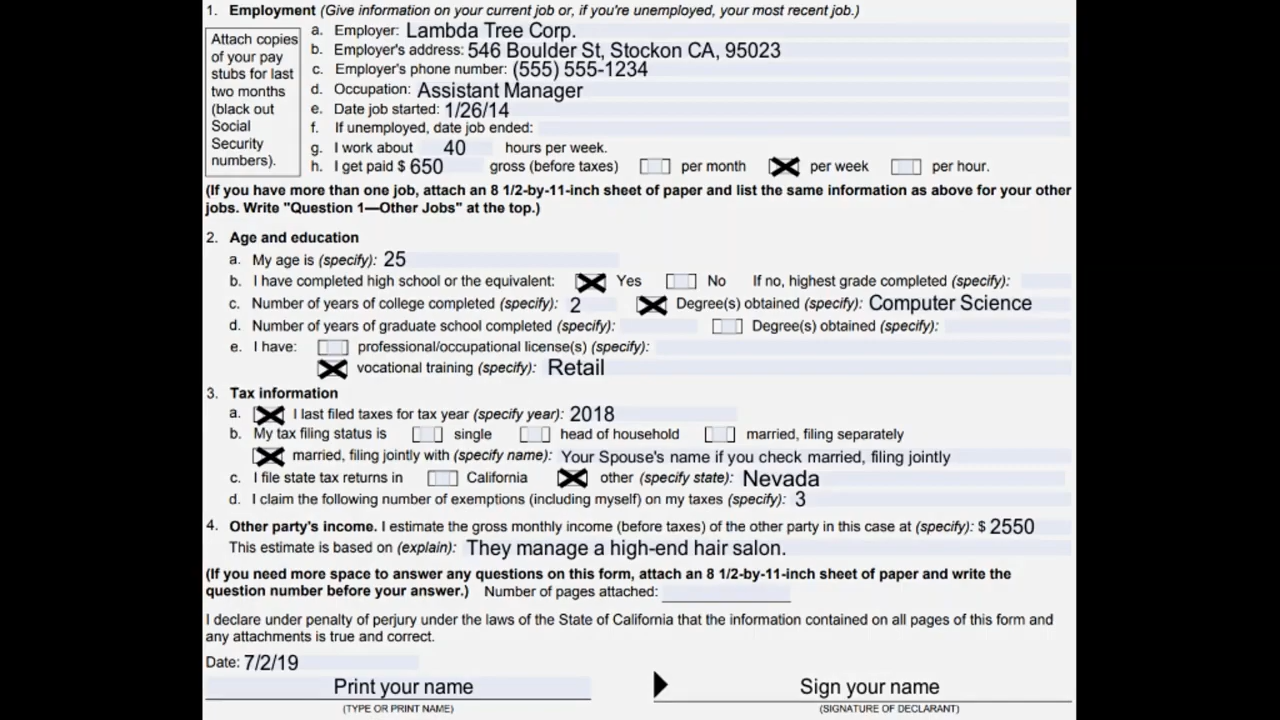 1. Employment (Give information on your current job or, if you're unemployed, your most recent job.)
Attach copies
of your pay
stubs for last
two months
(black out
Social
Security
numbers).
a. Employer: Lambda Tree Corp.
b. Employer's address: 546 Boulder St, Stockon CA, 95023
c. Employer's phone number: (555) 555-1234
d. Occupation: Assistant Manager
e. Date job started: 1/26/14
f. If unemployed, date job ended:
g. I work about 40 hours per week.
h. I get paid $ 650 gross (before taxes) per month per week per hour.
(If you have more than one job, attach an 8 1/2-by-11-inch sheet of paper and list the same information as above for your other
jobs. Write "Question 1—Other Jobs" at the top.)
2. Age and education
a. My age is (specify): 25
b. I have completed high school or the equivalent: Yes No If no, highest grade completed (specify):
c. Number of years of college completed (specify): 2 Degree(s) obtained (specify): Computer Science
d. Number of years of graduate school completed (specify): Degree(s) obtained (specify):
e. I have: professional/occupational license(s) (specify):
vocational training (specify): Retail
3. Tax information
a. I last filed taxes for tax year (specify year): 2018
b. My tax filing status is single head of household married, filing separately
married, filing jointly with (specify name): Your Spouse's name if you check married, filing jointly
c. I file state tax returns in California other (specify state): Nevada
d. I claim the following number of exemptions (including myself) on my taxes (specify): 3
4. Other party's income. I estimate the gross monthly income (before taxes) of the other party in this case at (specify): $ 2550
This estimate is based on (explain): They manage a high-end hair salon.
(If you need more space to answer any questions on this form, attach an 8 1/2-by-11-inch sheet of paper and write the
question number before your answer.) Number of pages attached:
I declare under penalty of perjury under the laws of the State of California that the information contained on all pages of this form and
any attachments is true and correct.
Date: 7/2/19
Print your name Sign your name
(TYPE OR PRINT NAME) (SIGNATURE OF DECLARANT)